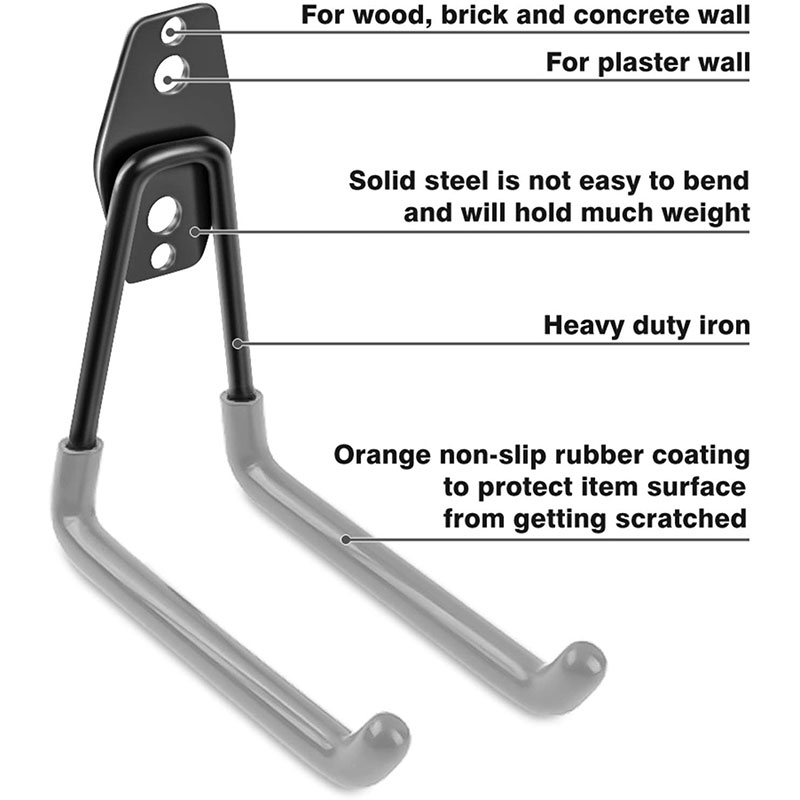 For wood, brick and concrete wall
For plaster wall
Solid steel is not easy to bend
and will hold much weight
Heavy duty iron
Orange non-slip rubber coating
to protect item surface
from getting scratched